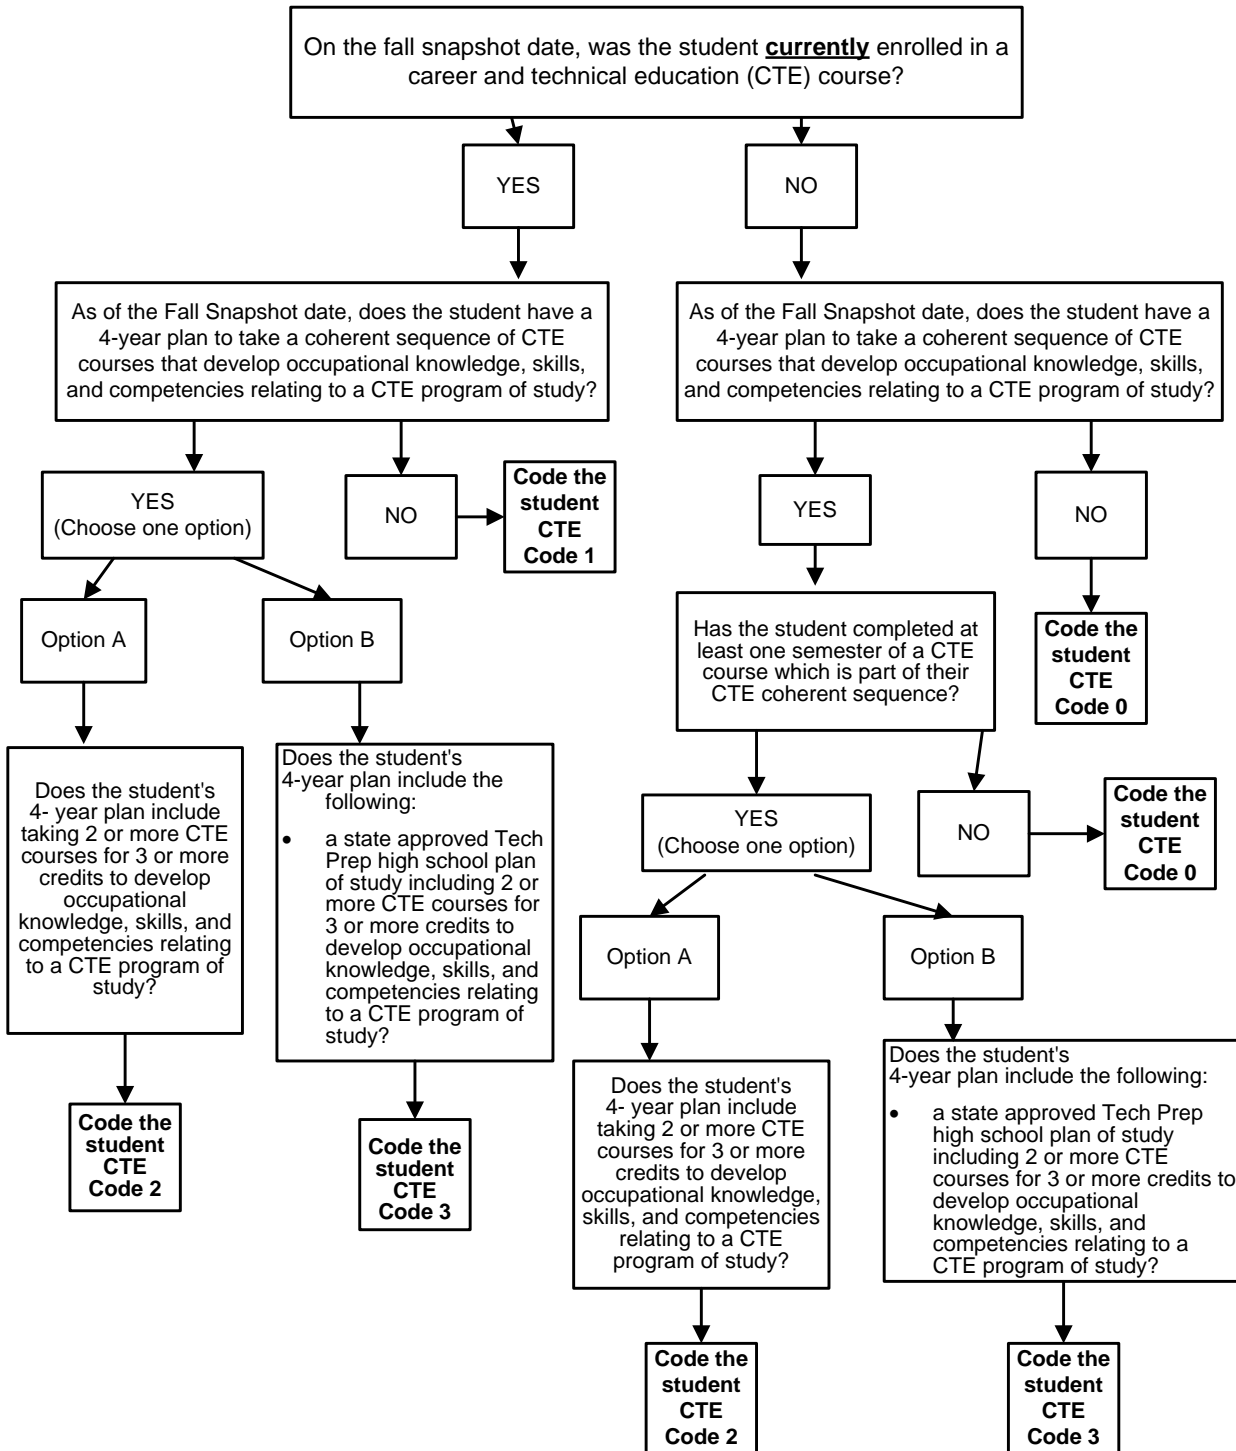 On the fall snapshot date, was the student currently enrolled in a
career and technical education (CTE) course?
YES
NO
As of the Fall Snapshot date, does the student have a
4-year plan to take a coherent sequence of CTE
courses that develop occupational knowledge, skills,
and competencies relating to a CTE program of study?
As of the Fall Snapshot date, does the student have a
4-year plan to take a coherent sequence of CTE
courses that develop occupational knowledge, skills,
and competencies relating to a CTE program of study?
YES
(Choose one option)
NO
Code the
student
CTE
Code 1
YES
NO
Option A
Option B
Has the student completed at
least one semester of a CTE
course which is part of their
CTE coherent sequence?
Code the
student
CTE
Code 0
Does the student's
4- year plan include
taking 2 or more CTE
courses for 3 or more
credits to develop
occupational
knowledge, skills, and
competencies relating
to a CTE program of
study?
Does the student's
4-year plan include the
following:
• a state approved Tech
Prep high school plan
of study including 2 or
more CTE courses for
3 or more credits to
develop occupational
knowledge, skills, and
competencies relating
to a CTE program of
study?
YES
(Choose one option)
NO
Code the
student
CTE
Code 0
Option A
Option B
Code the
student
CTE
Code 2
Code the
student
CTE
Code 3
Does the student's
4- year plan include
taking 2 or more CTE
courses for 3 or more
credits to develop
occupational knowledge,
skills, and competencies
relating to a CTE
program of study?
Does the student's
4-year plan include the following:
• a state approved Tech Prep
high school plan of study
including 2 or more CTE
courses for 3 or more credits to
develop occupational
knowledge, skills, and
competencies relating to a
CTE program of study?
Code the
student
CTE
Code 2
Code the
student
CTE
Code 3